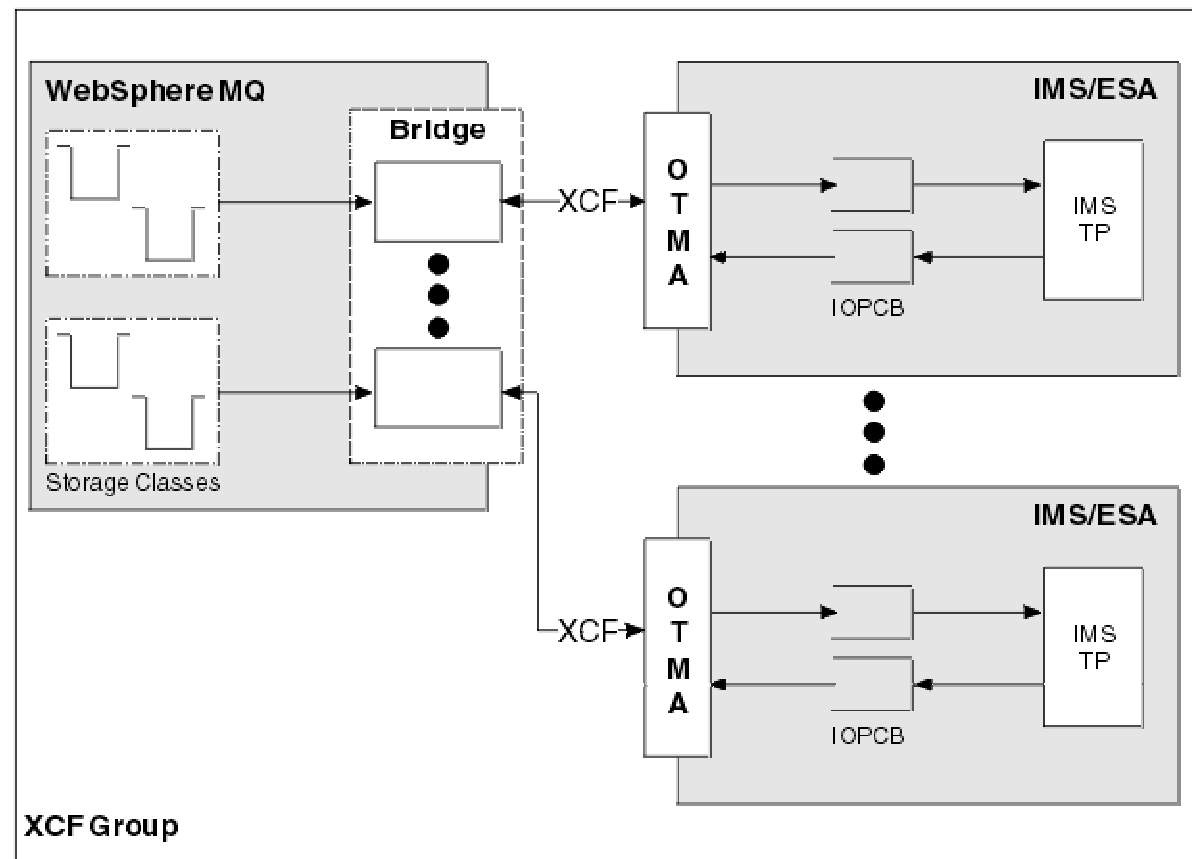 WebSphere MQ
Bridge
Storage Classes
XCF
IMS/ESA
O
T
M
A
IOPCB
IMS
TP
XCF
IMS/ESA
O
T
M
A
IOPCB
IMS
TP
XCF Group